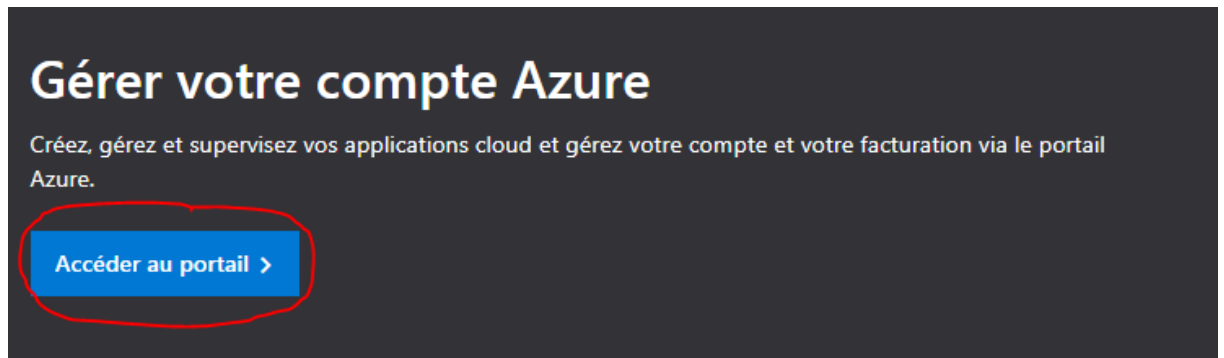 Gérer votre compte Azure
Créez, gérez et supervisez vos applications cloud et gérez votre compte et votre facturation via le portail
Azure.
Accéder au portail >